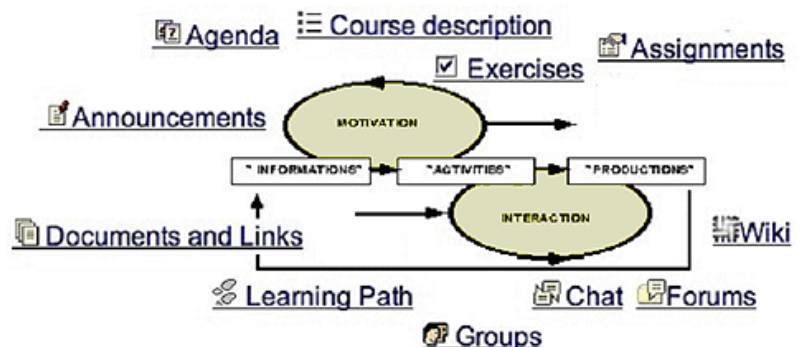 Agenda
Course description
Assignments
Exercises
Announcements
MOTIVATION
"INFORMATIONS"
"ACTIVITIES"
"PRODUCTIONS"
INTERACTION
Documents and Links
Wiki
Learning Path
Chat
Forums
Groups